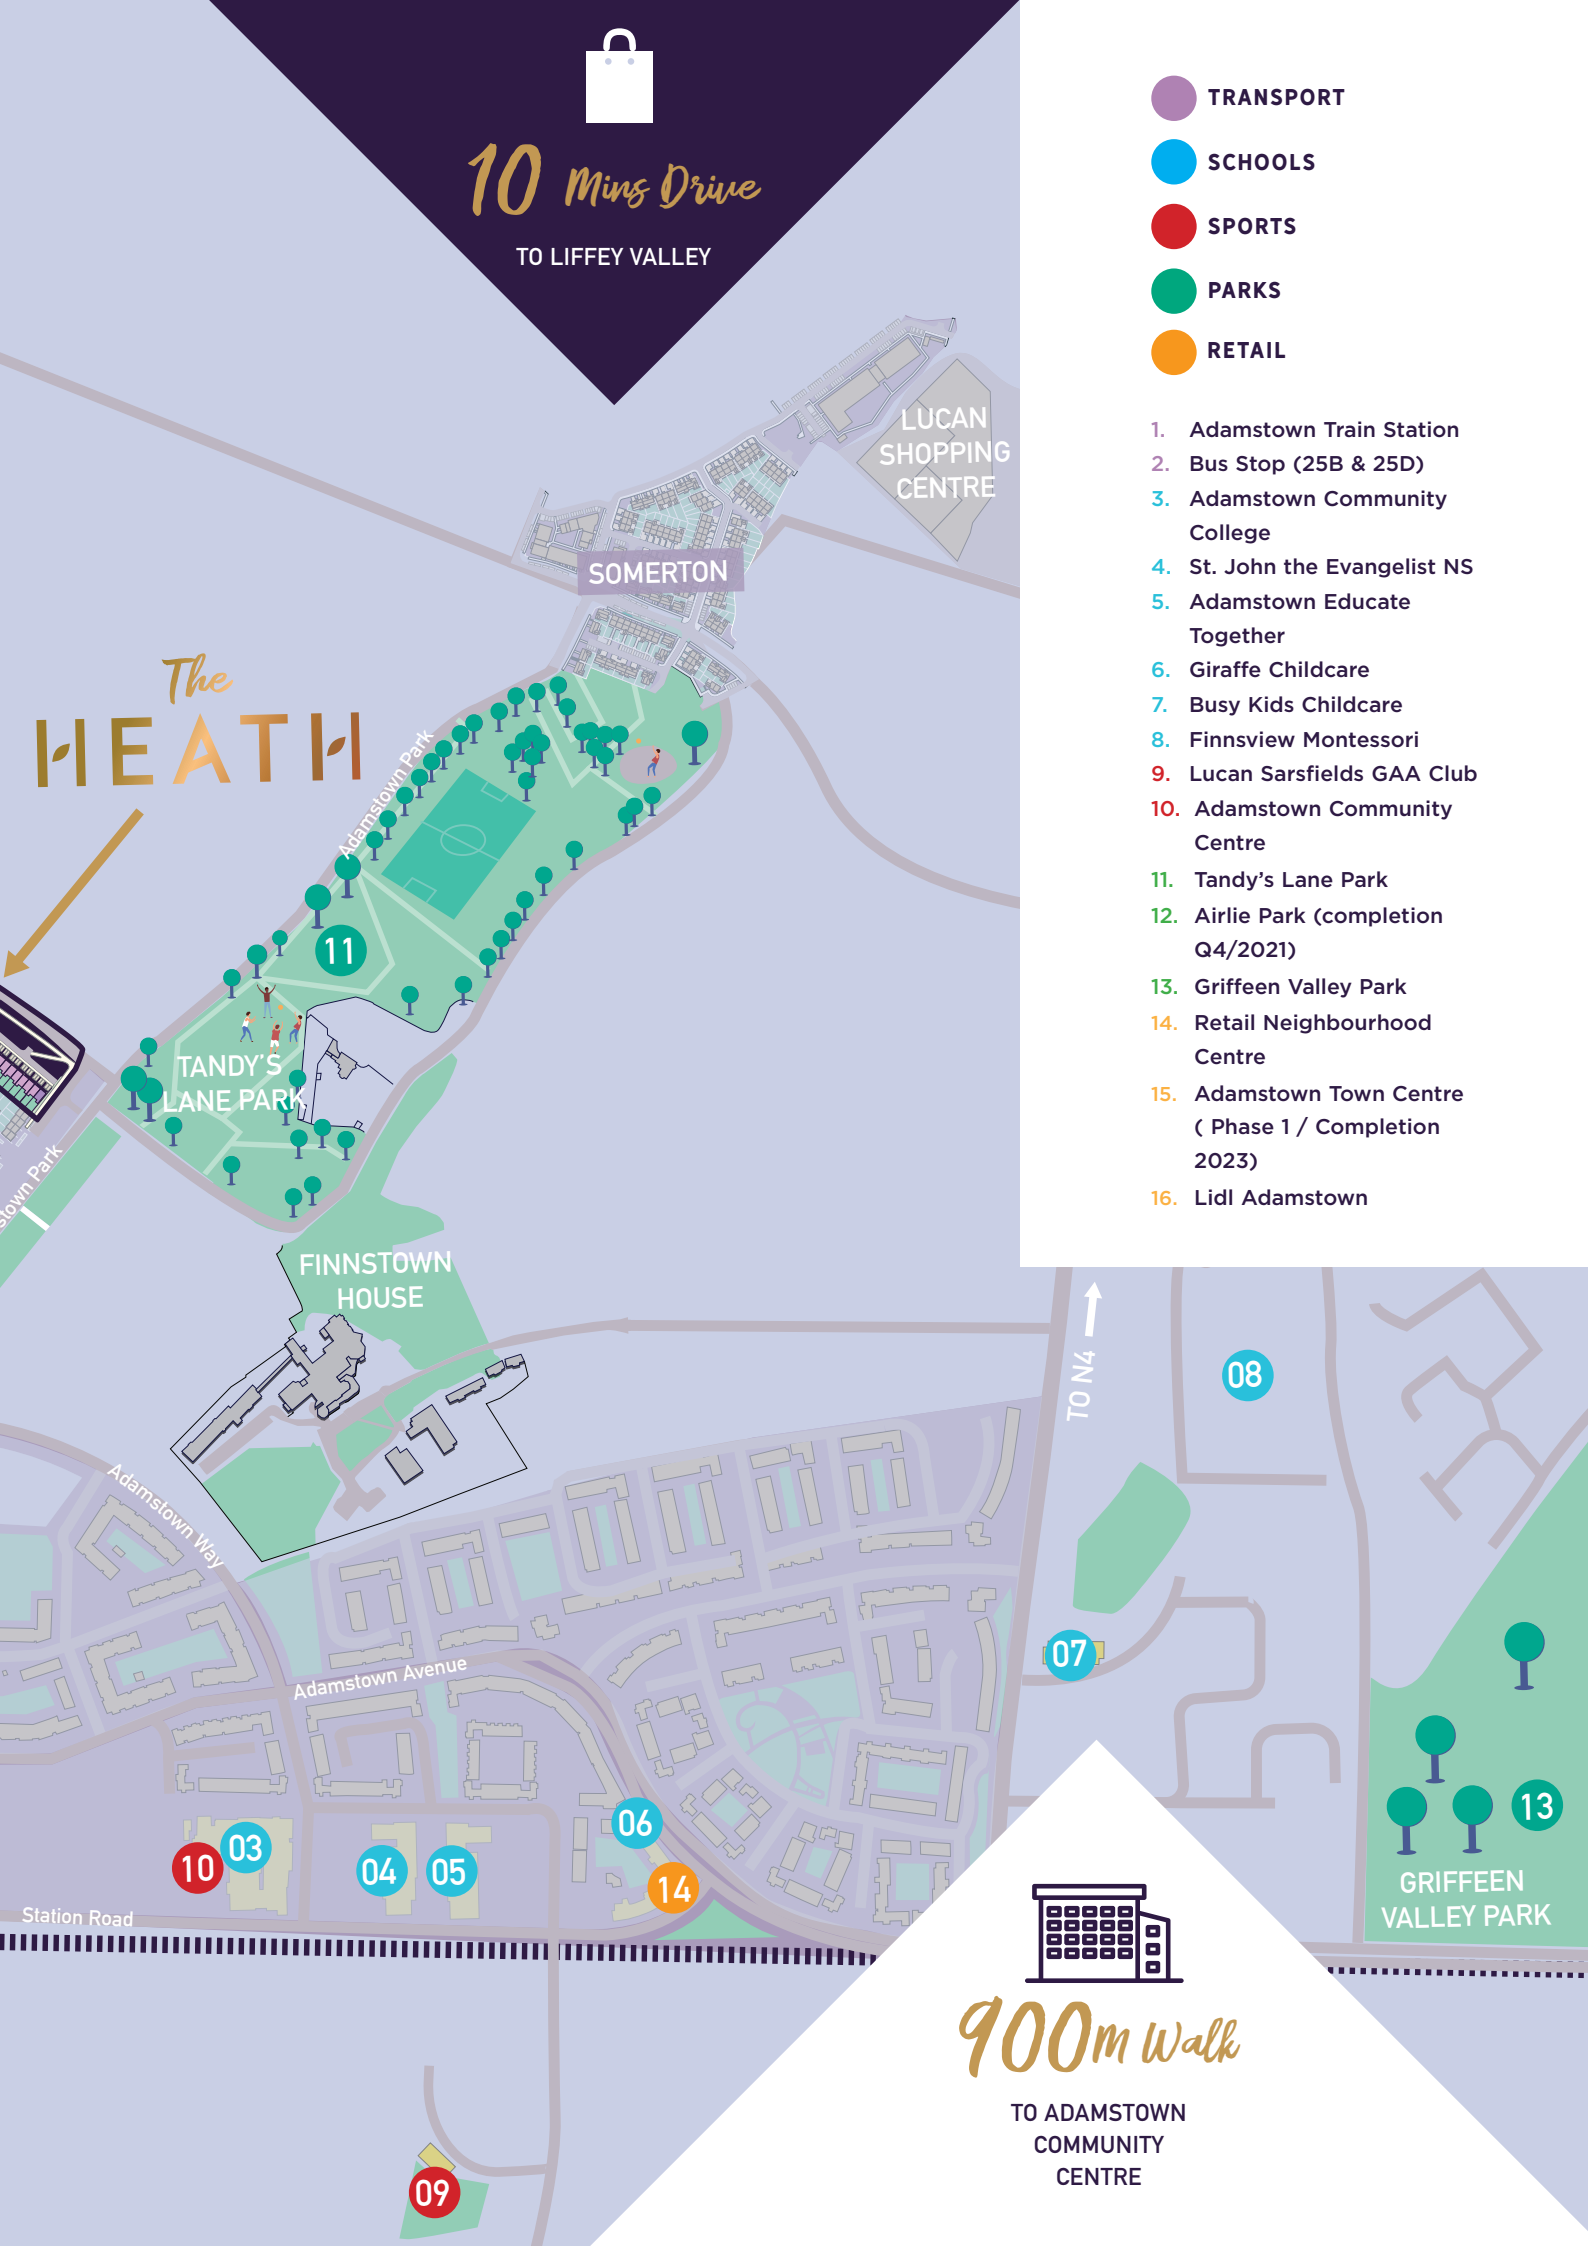 10 Mins Drive
TO LIFFEY VALLEY
TRANSPORT
SCHOOLS
SPORTS
PARKS
RETAIL
1. Adamstown Train Station
2. Bus Stop (25B & 25D)
3. Adamstown Community
College
4. St. John the Evangelist NS
5. Adamstown Educate
Together
6. Giraffe Childcare
7. Busy Kids Childcare
8. Finnsview Montessori
9. Lucan Sarsfields GAA Club
10. Adamstown Community
Centre
11. Tandy's Lane Park
12. Airlie Park (completion
Q4/2021)
13. Griffeen Valley Park
14. Retail Neighbourhood
Centre
15. Adamstown Town Centre
( Phase 1 / Completion
2023)
16. Lidl Adamstown
LUCAN
SHOPPING
CENTRE
SOMERTON
The
HEATH
Adamstown Park
11
TANDY'S
LANE PARK
stown Park
FINNSTOWN
HOUSE
TO N4
08
Adamstown Way
07
Adamstown Avenue
13
GRIFFEEN
VALLEY PARK
06
03
10
04
05
14
Station Road
900m Walk
TO ADAMSTOWN
COMMUNITY
CENTRE
09